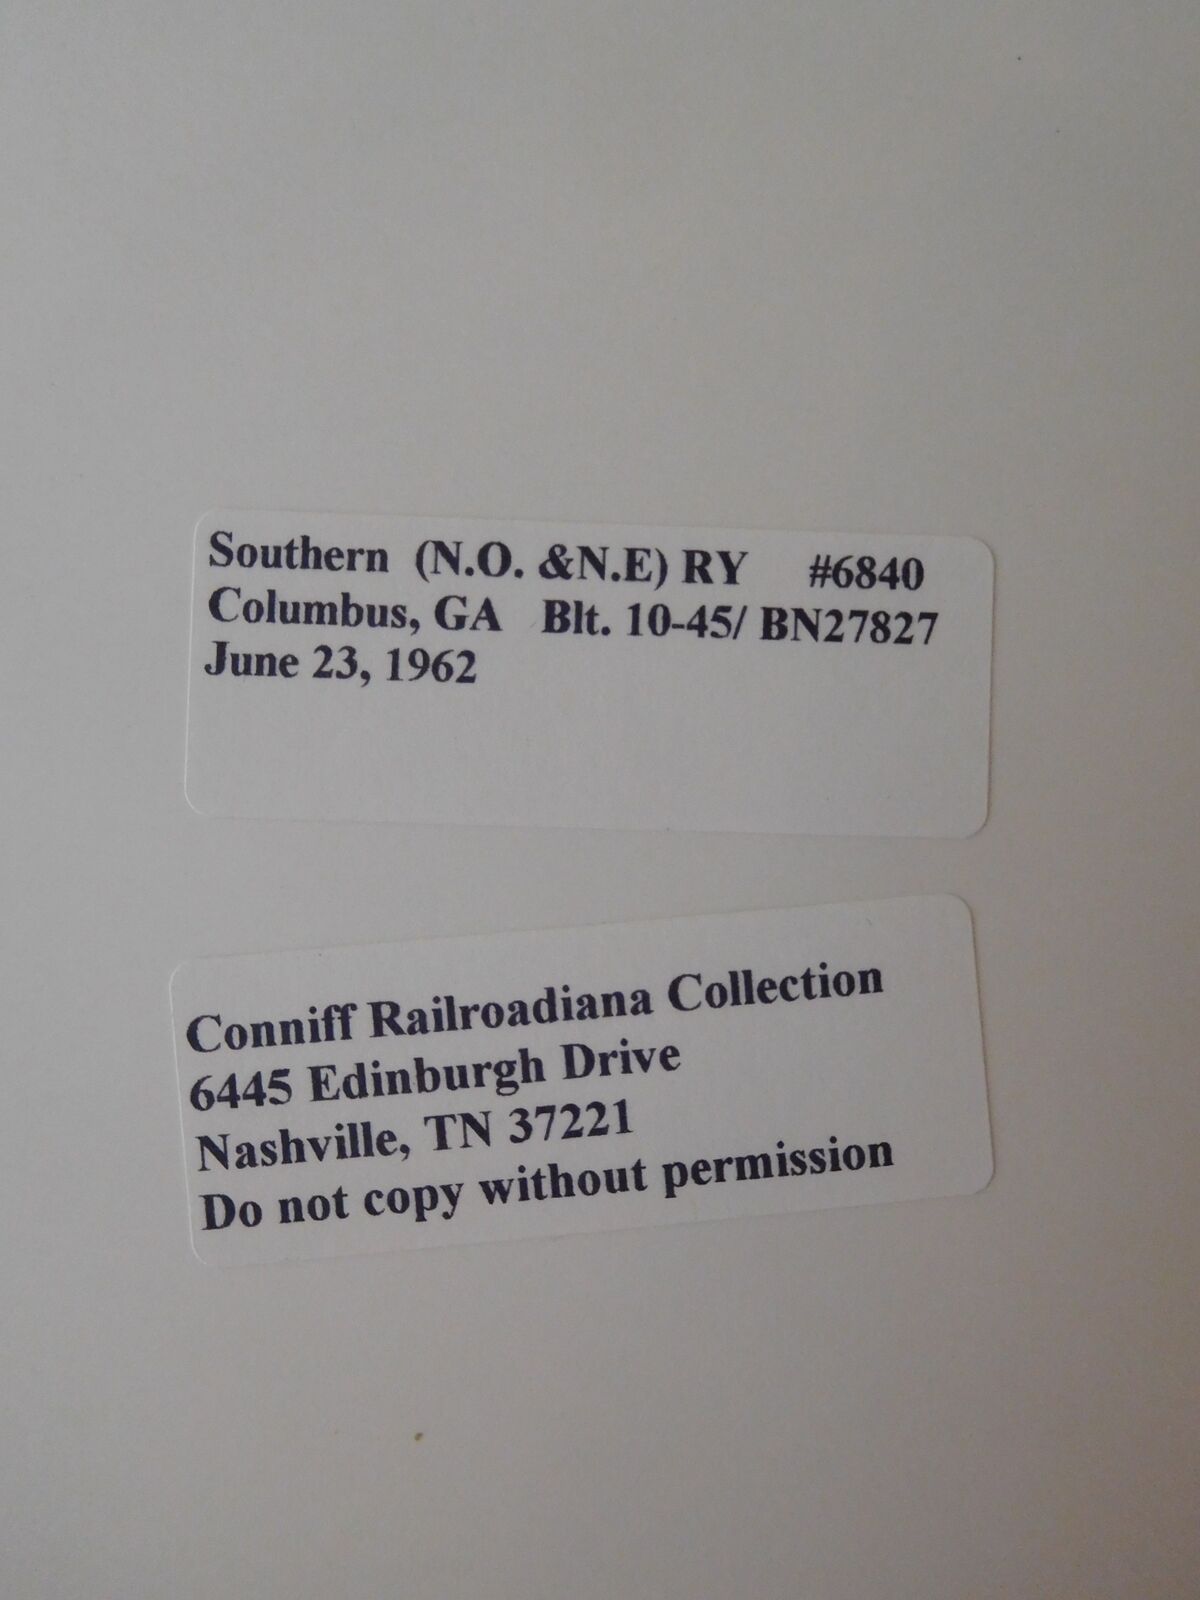 Southern (N.O. &N.E) RY #6840
Columbus, GA Blt. 10-45/ BN27827
June 23, 1962
Conniff Railroadiana Collection
6445 Edinburgh Drive
Nashville, TN 37221
Do not copy without permission